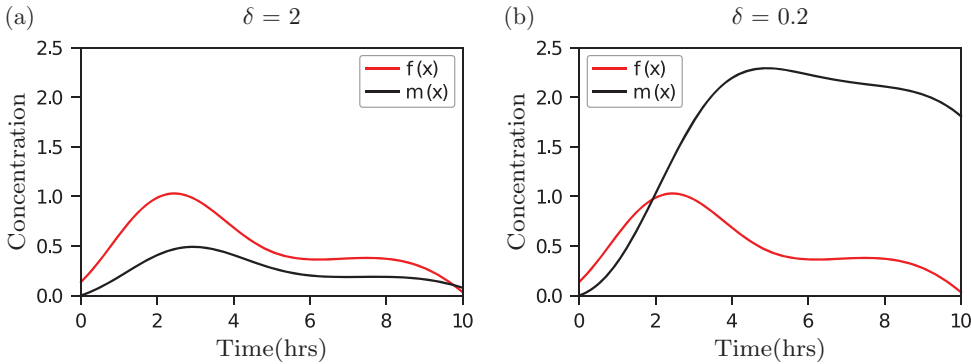 (a) δ = 2
2.5
2.0
1.5
1.0
0.5
0.0
0 2 4 6 8 10
Concentration
Time(hrs)
f (x)
m (x)
(b) δ = 0.2
2.5
2.0
1.5
1.0
0.5
0.0
0 2 4 6 8 10
Concentration
Time(hrs)
f (x)
m (x)